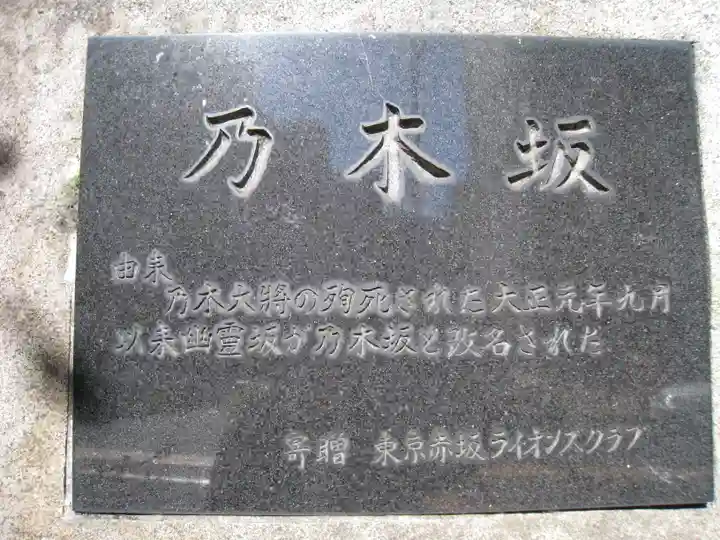 乃木坂
由来
乃木大將の殉死された大正元年九月
以来幽霊坂が乃木坂と改名された
寄贈 東京赤坂ライオンズクラブ